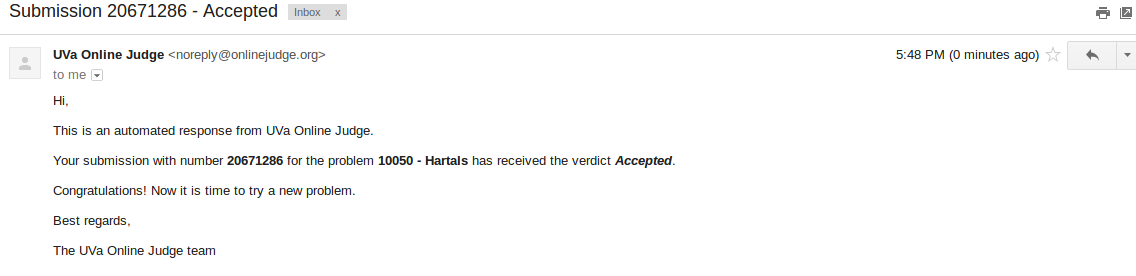 Submission 20671286 - Accepted Inbox x
UVa Online Judge <noreply@onlinejudge.org> 5:48 PM (0 minutes ago)
to me
Hi,
This is an automated response from UVa Online Judge.
Your submission with number 20671286 for the problem 10050 - Hartals has received the verdict Accepted.
Congratulations! Now it is time to try a new problem.
Best regards,
The UVa Online Judge team